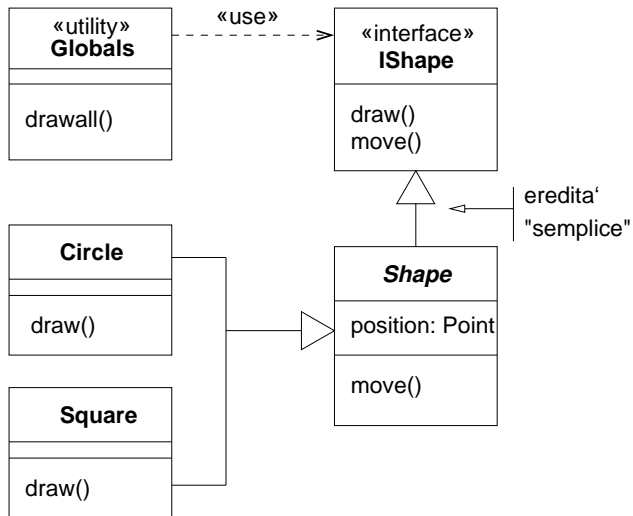 «utility»
Globals
drawall()
«use»
«interface»
IShape
draw()
move()
eredita‘
"semplice"
Circle
draw()
Shape
position: Point
move()
Square
draw()